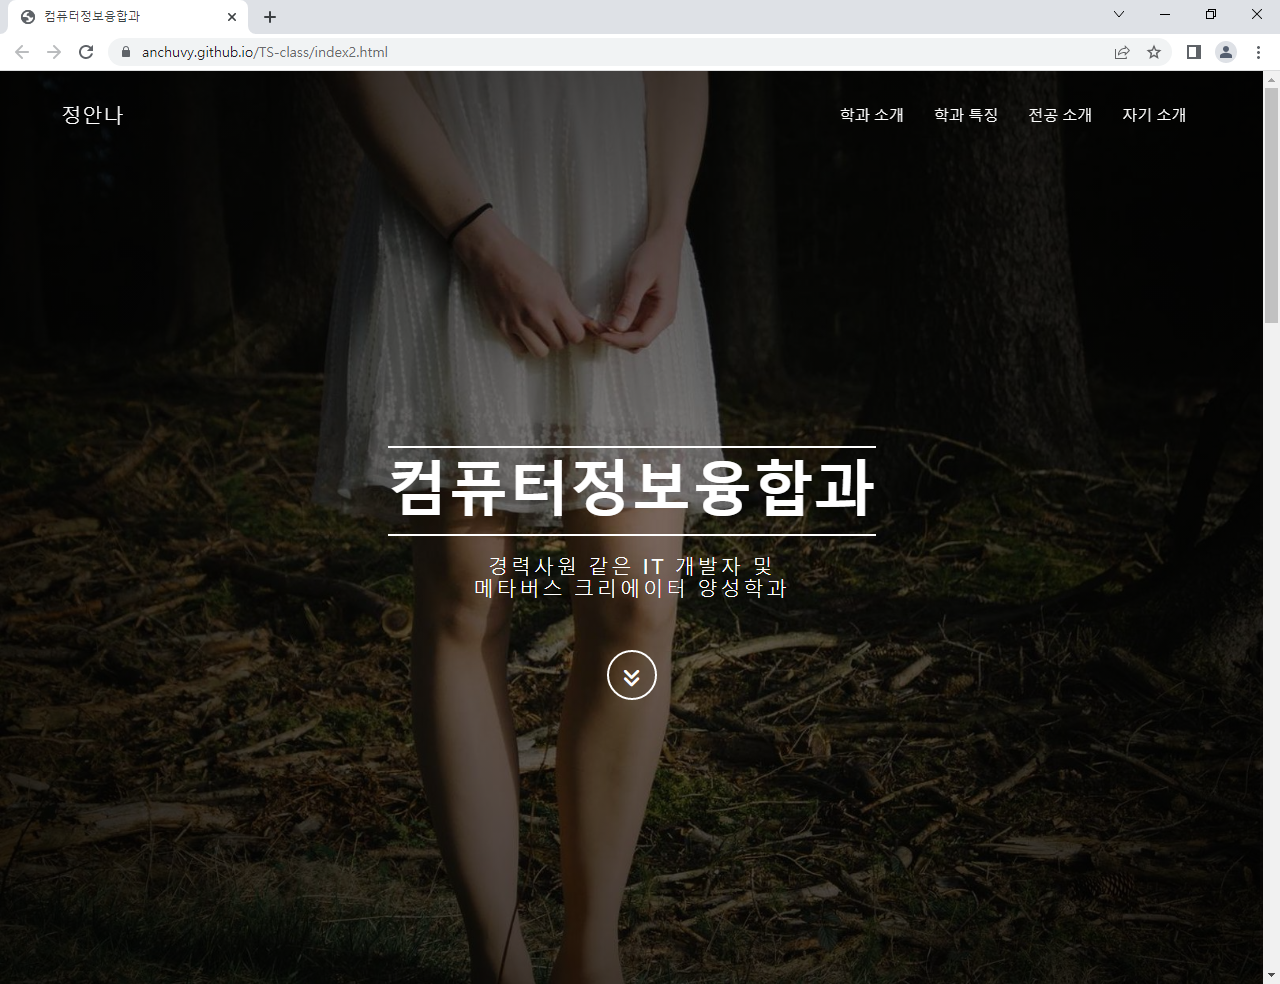 컴퓨터정보융합과
anchuvy.github.io/TS-class/index2.html
정안나
학과 소개 학과 특징 전공 소개 자기 소개
컴퓨터정보융합과
경력사원 같은 IT 개발자 및
메타버스 크리에이터 양성학과